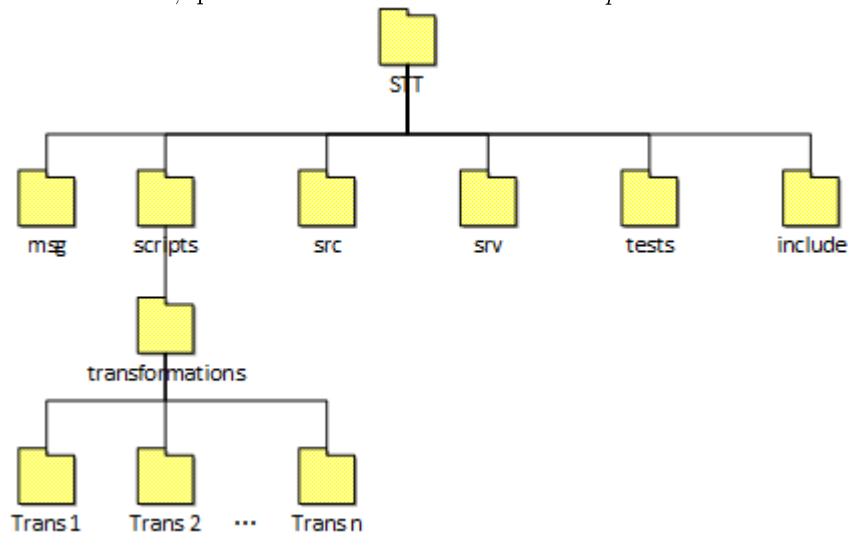 STT
msg scripts src srv tests include
transformations
Trans 1 Trans 2 ... Trans n